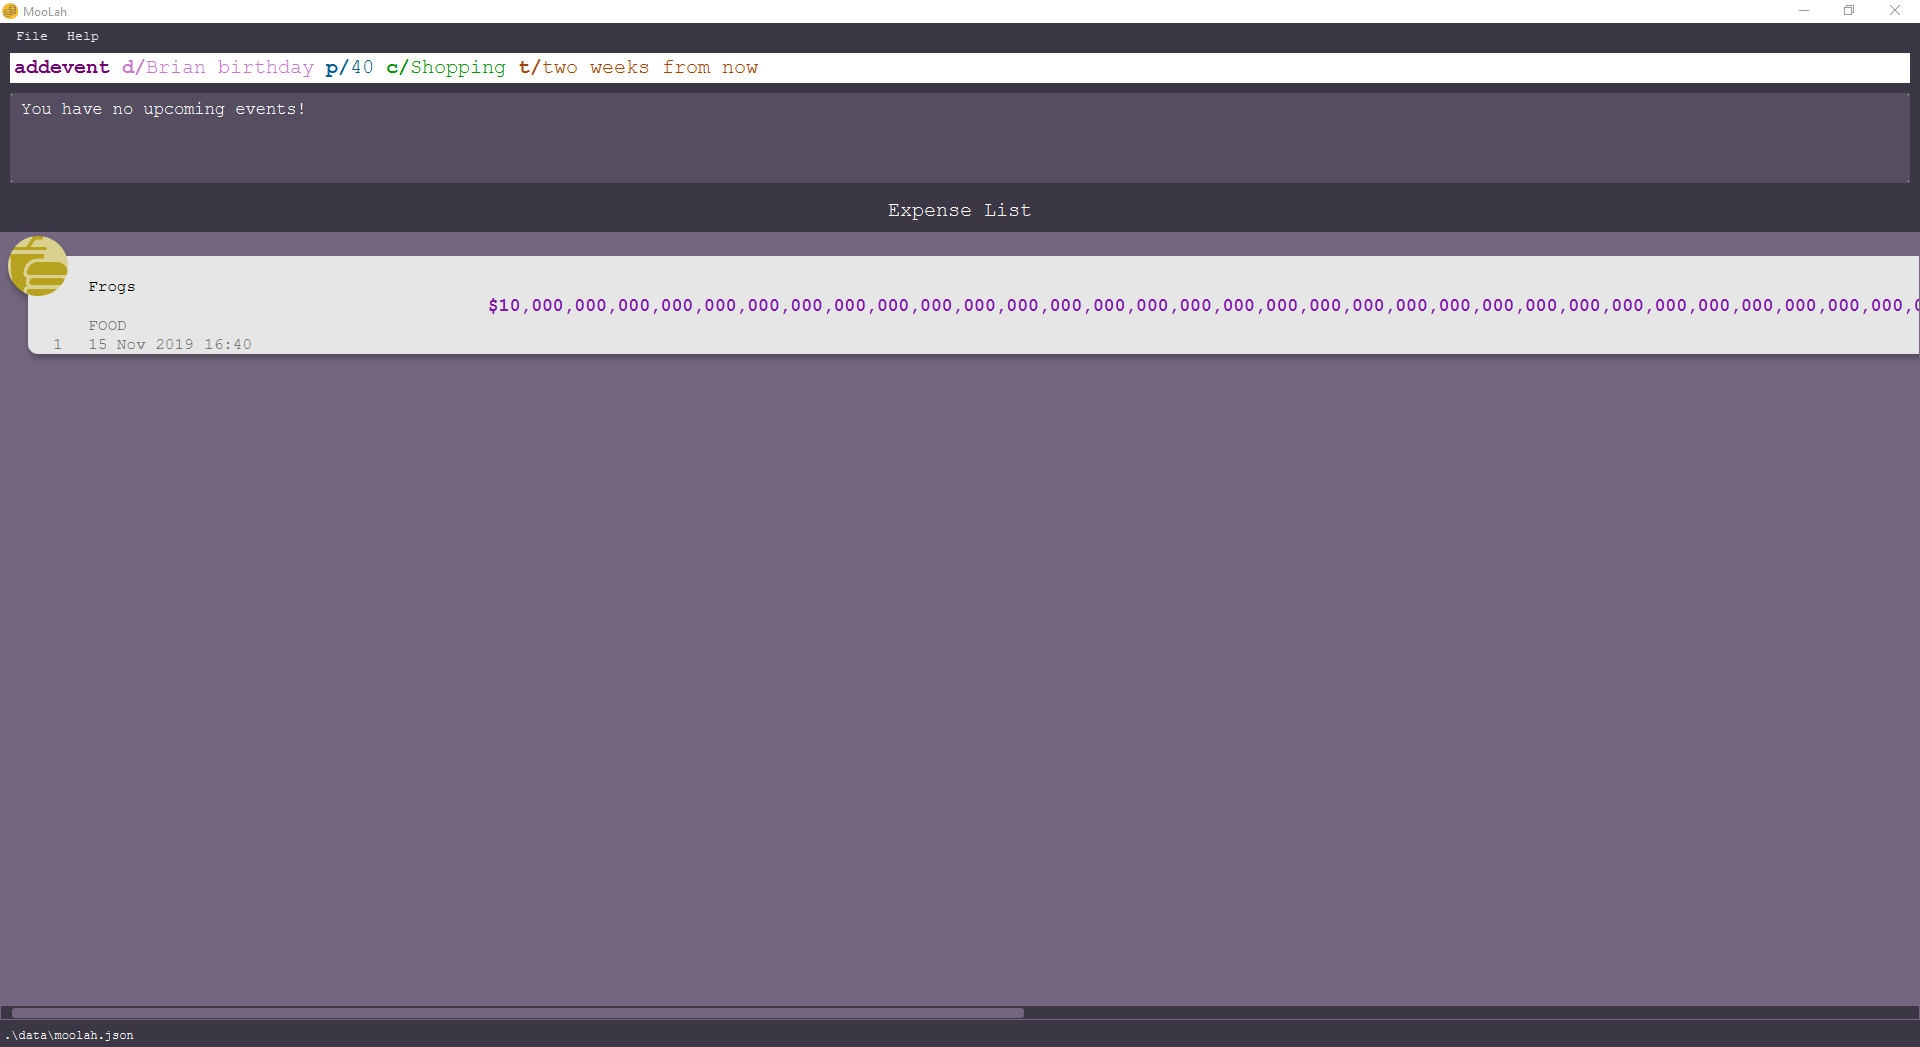 MooLah
File Help
addevent d/Brian birthday p/40 c/Shopping t/two weeks from now
You have no upcoming events!
Expense List
Frogs
$10,000,000,000,000,000,000,000,000,000,000,000,000,000,000,000,000,000,000,000,000,000,000,000,000,000,000,000,000,000,000,000,000,000,
FOOD
1 15 Nov 2019 16:40
.\data\moolah.json